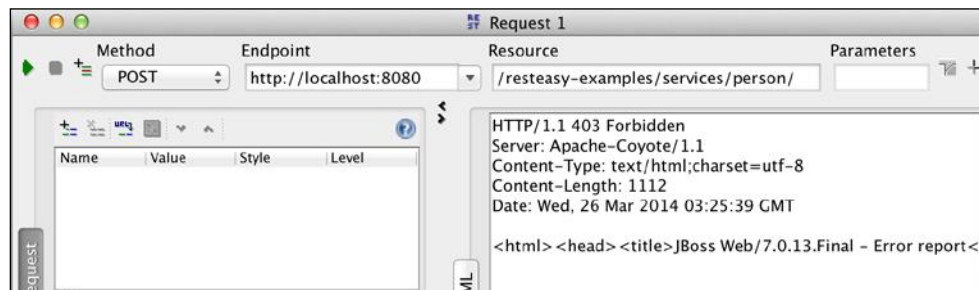 REST Request 1
Method Endpoint Resource Parameters
POST http://localhost:8080 /resteasy-examples/services/person/
Name Value Style Level
HTTP/1.1 403 Forbidden
Server: Apache-Coyote/1.1
Content-Type: text/html;charset=utf-8
Content-Length: 1112
Date: Wed, 26 Mar 2014 03:25:39 GMT
<html><head><title>JBoss Web/7.0.13.Final - Error report<
equest
ML